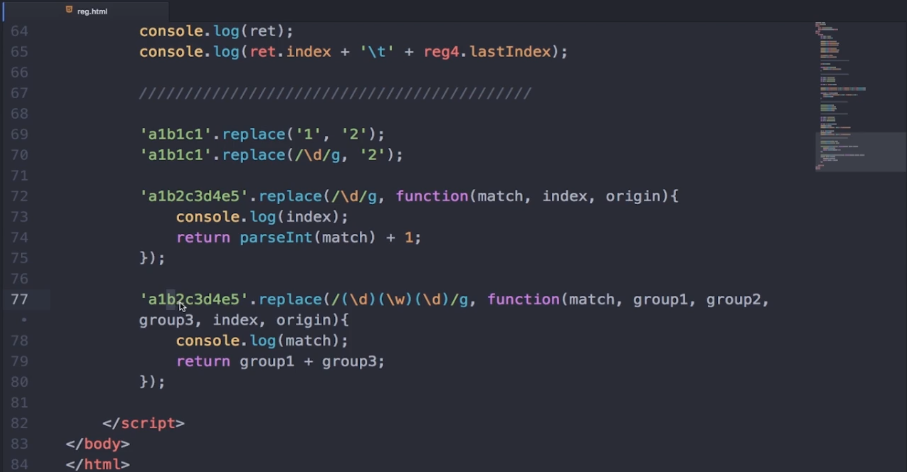 reg.html
64 console.log(ret);
65 console.log(ret.index + '\t' + reg4.lastIndex);
66
67 ///////////////////////////////////////////
68
69 'a1b1c1'.replace('1', '2');
70 'a1b1c1'.replace(/\d/g, '2');
71
72 'a1b2c3d4e5'.replace(/\d/g, function(match, index, origin){
73 console.log(index);
74 return parseInt(match) + 1;
75 });
76
77 'a1b2c3d4e5'.replace(/(\d)(\w)(\d)/g, function(match, group1, group2,
• group3, index, origin){
78 console.log(match);
79 return group1 + group3;
80 });
81
82 </script>
83 </body>
84 </html>